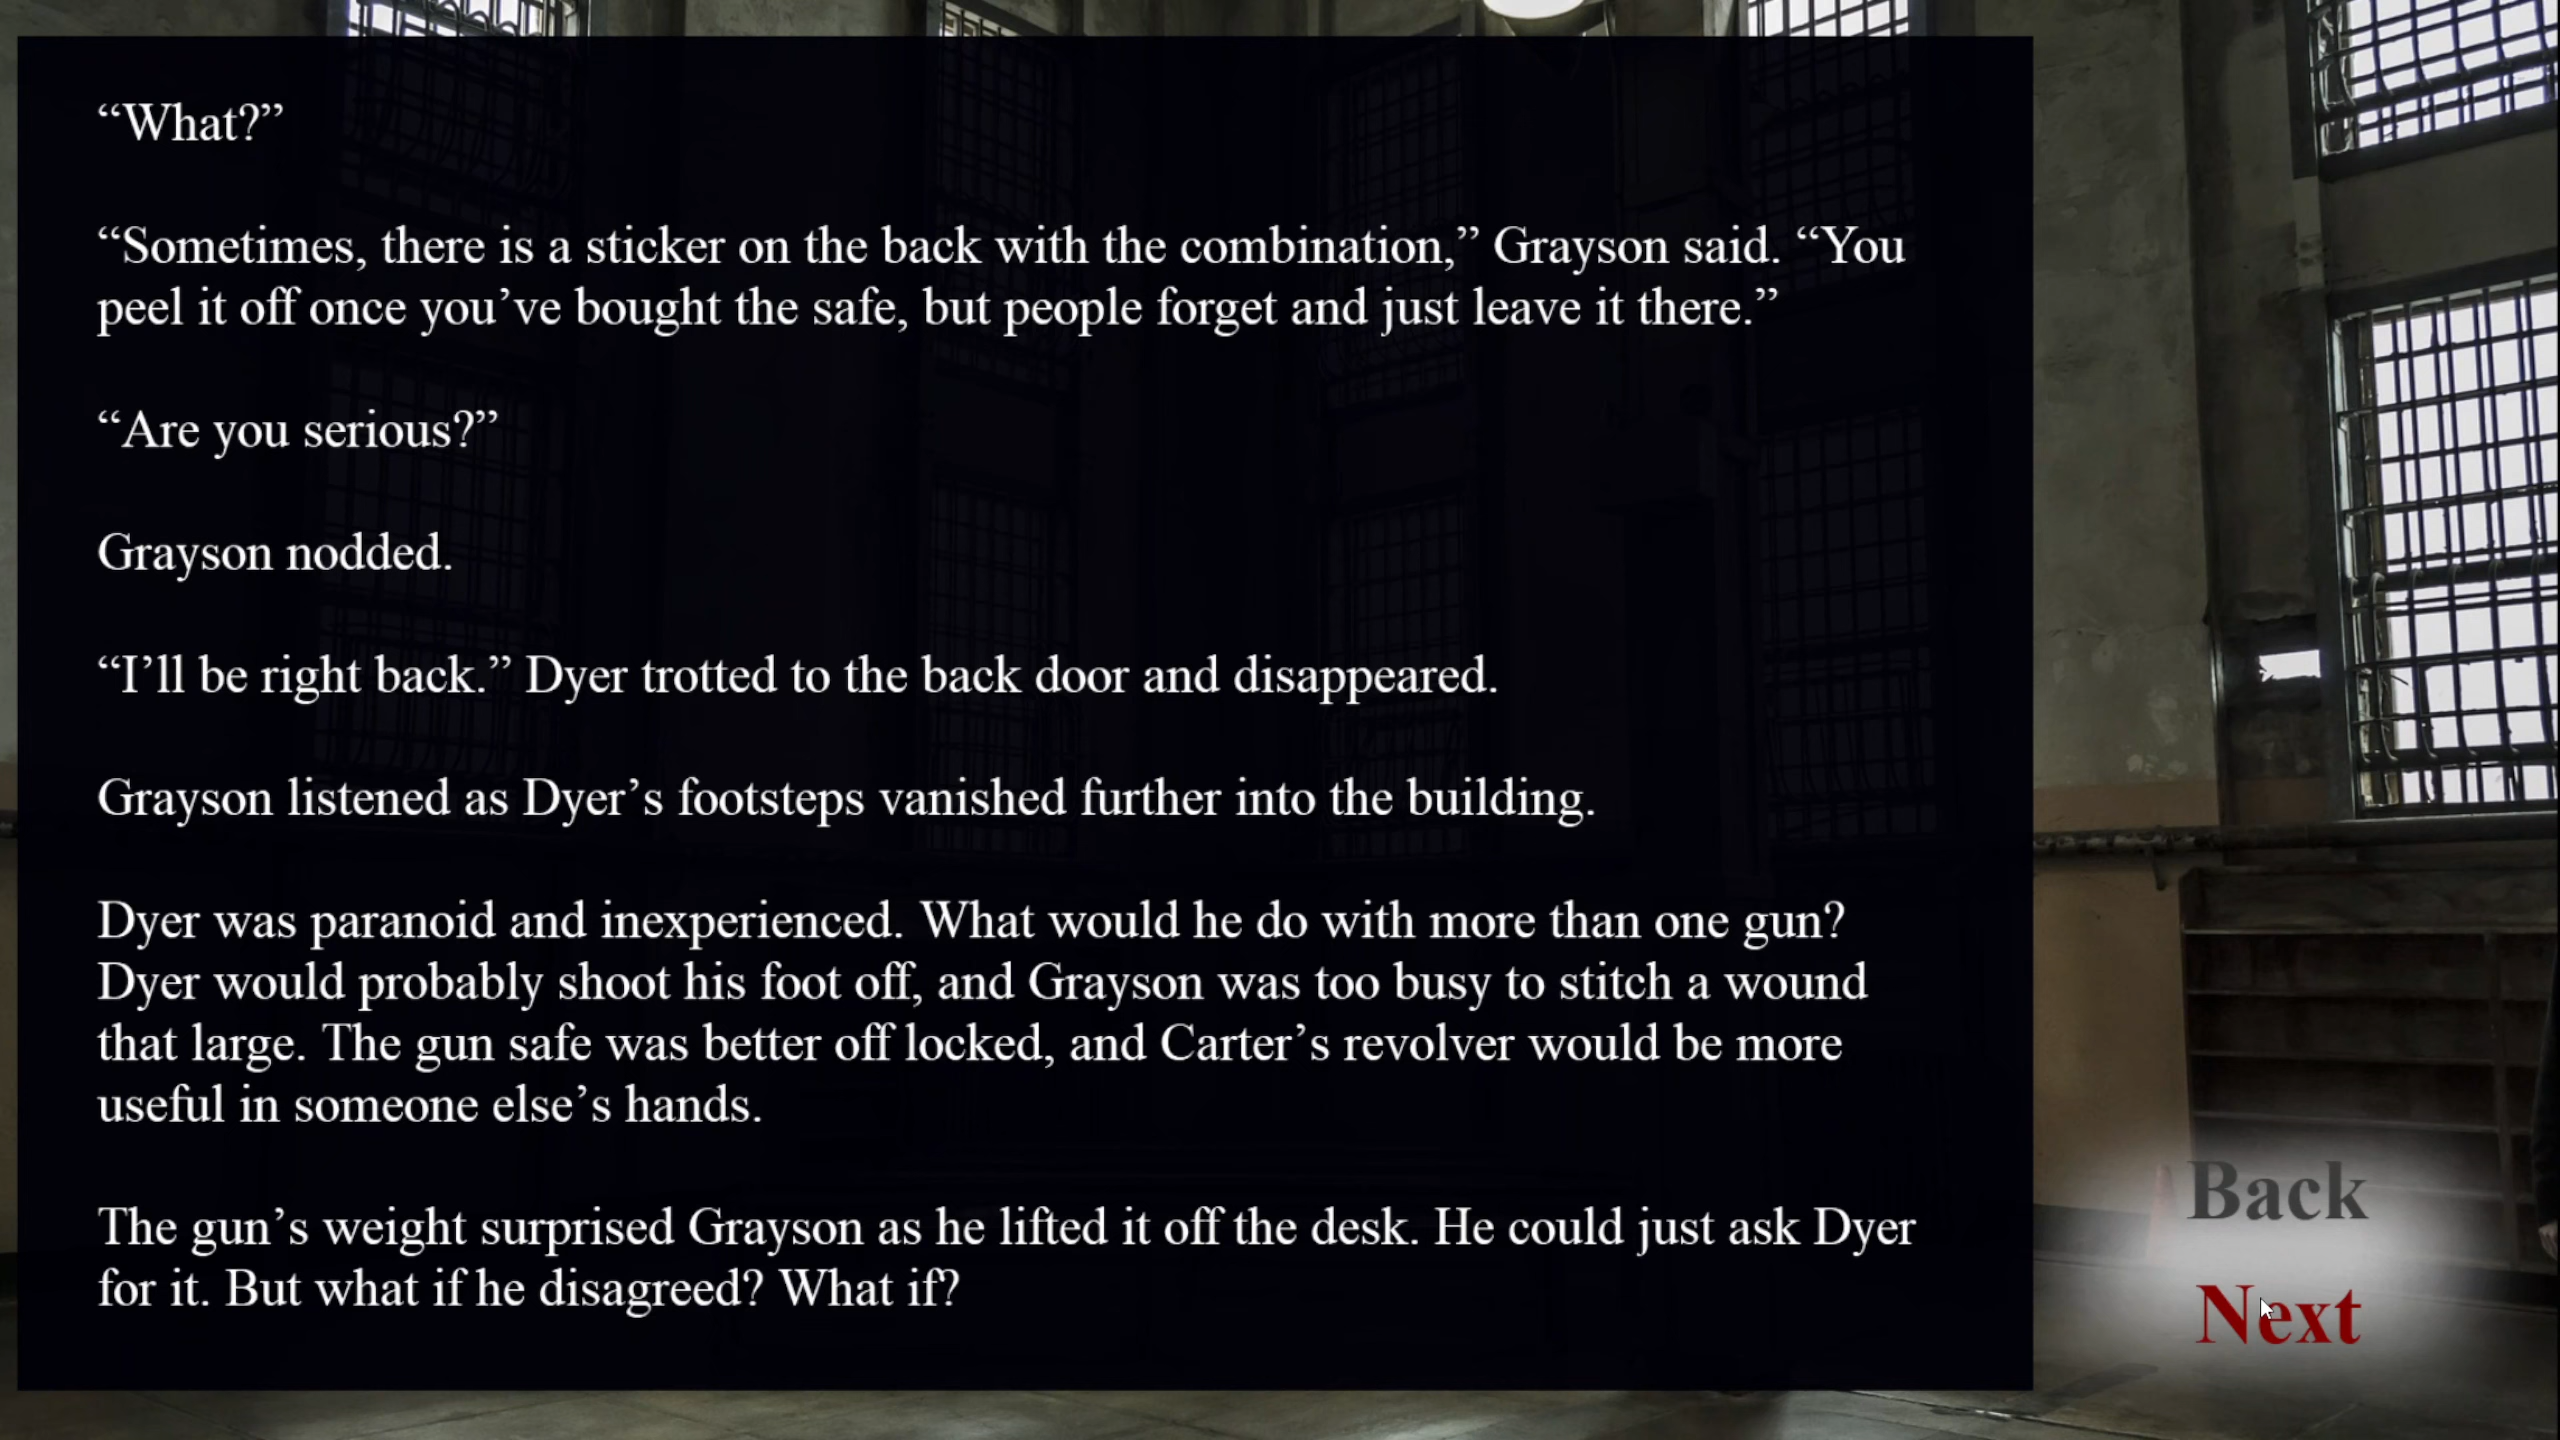 “What?”
“Sometimes, there is a sticker on the back with the combination,” Grayson said. “You
peel it off once you’ve bought the safe, but people forget and just leave it there.”
“Are you serious?”
Grayson nodded.
“I’ll be right back.” Dyer trotted to the back door and disappeared.
Grayson listened as Dyer’s footsteps vanished further into the building.
Dyer was paranoid and inexperienced. What would he do with more than one gun?
Dyer would probably shoot his foot off, and Grayson was too busy to stitch a wound
that large. The gun safe was better off locked, and Carter’s revolver would be more
useful in someone else’s hands.
The gun’s weight surprised Grayson as he lifted it off the desk. He could just ask Dyer
for it. But what if he disagreed? What if?
Back
Next